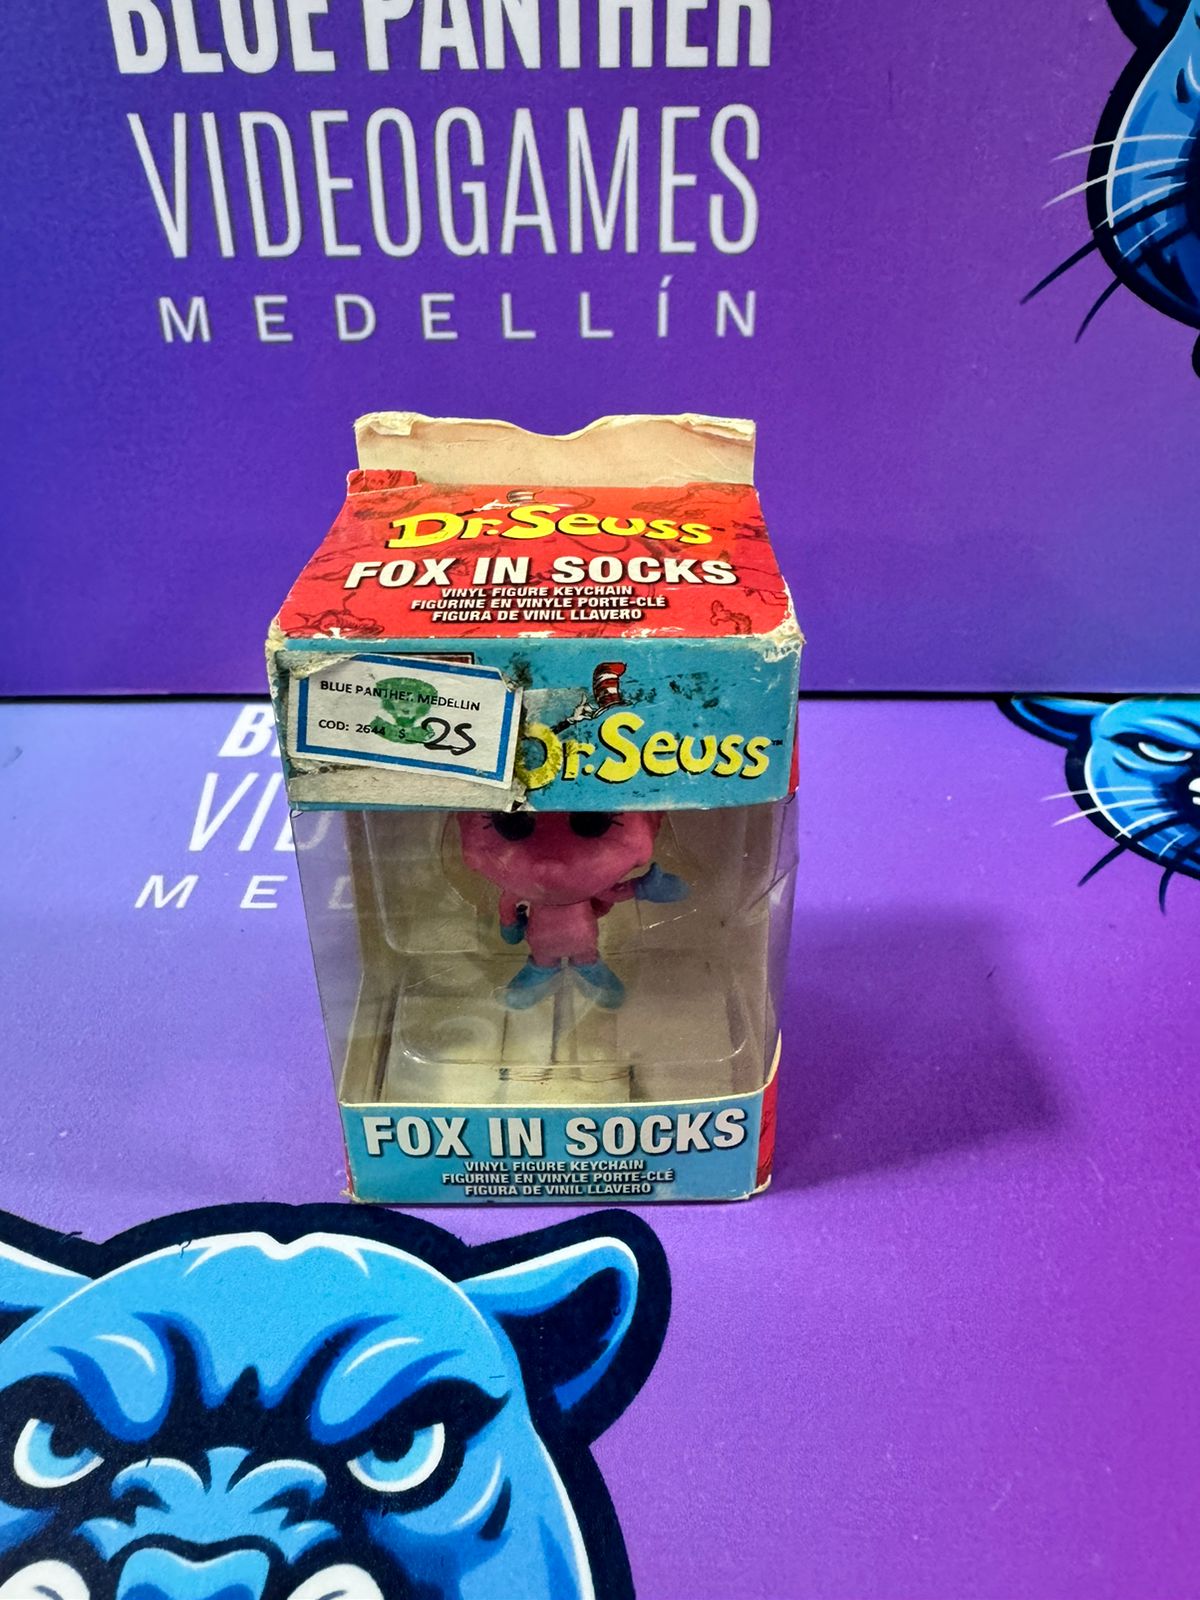 BLUE PANTHER
VIDEOGAMES
MEDELLÍN
Dr. Seuss
FOX IN SOCKS
VINYL FIGURE KEYCHAIN
FIGURINE EN VINYLE PORTE-CLÉ
FIGURA DE VINIL LLAVERO
BLUE PANTHER MEDELLIN
COD: 2644 $ 25
Dr. Seuss™
FOX IN SOCKS
VINYL FIGURE KEYCHAIN
FIGURINE EN VINYLE PORTE-CLÉ
FIGURA DE VINIL LLAVERO